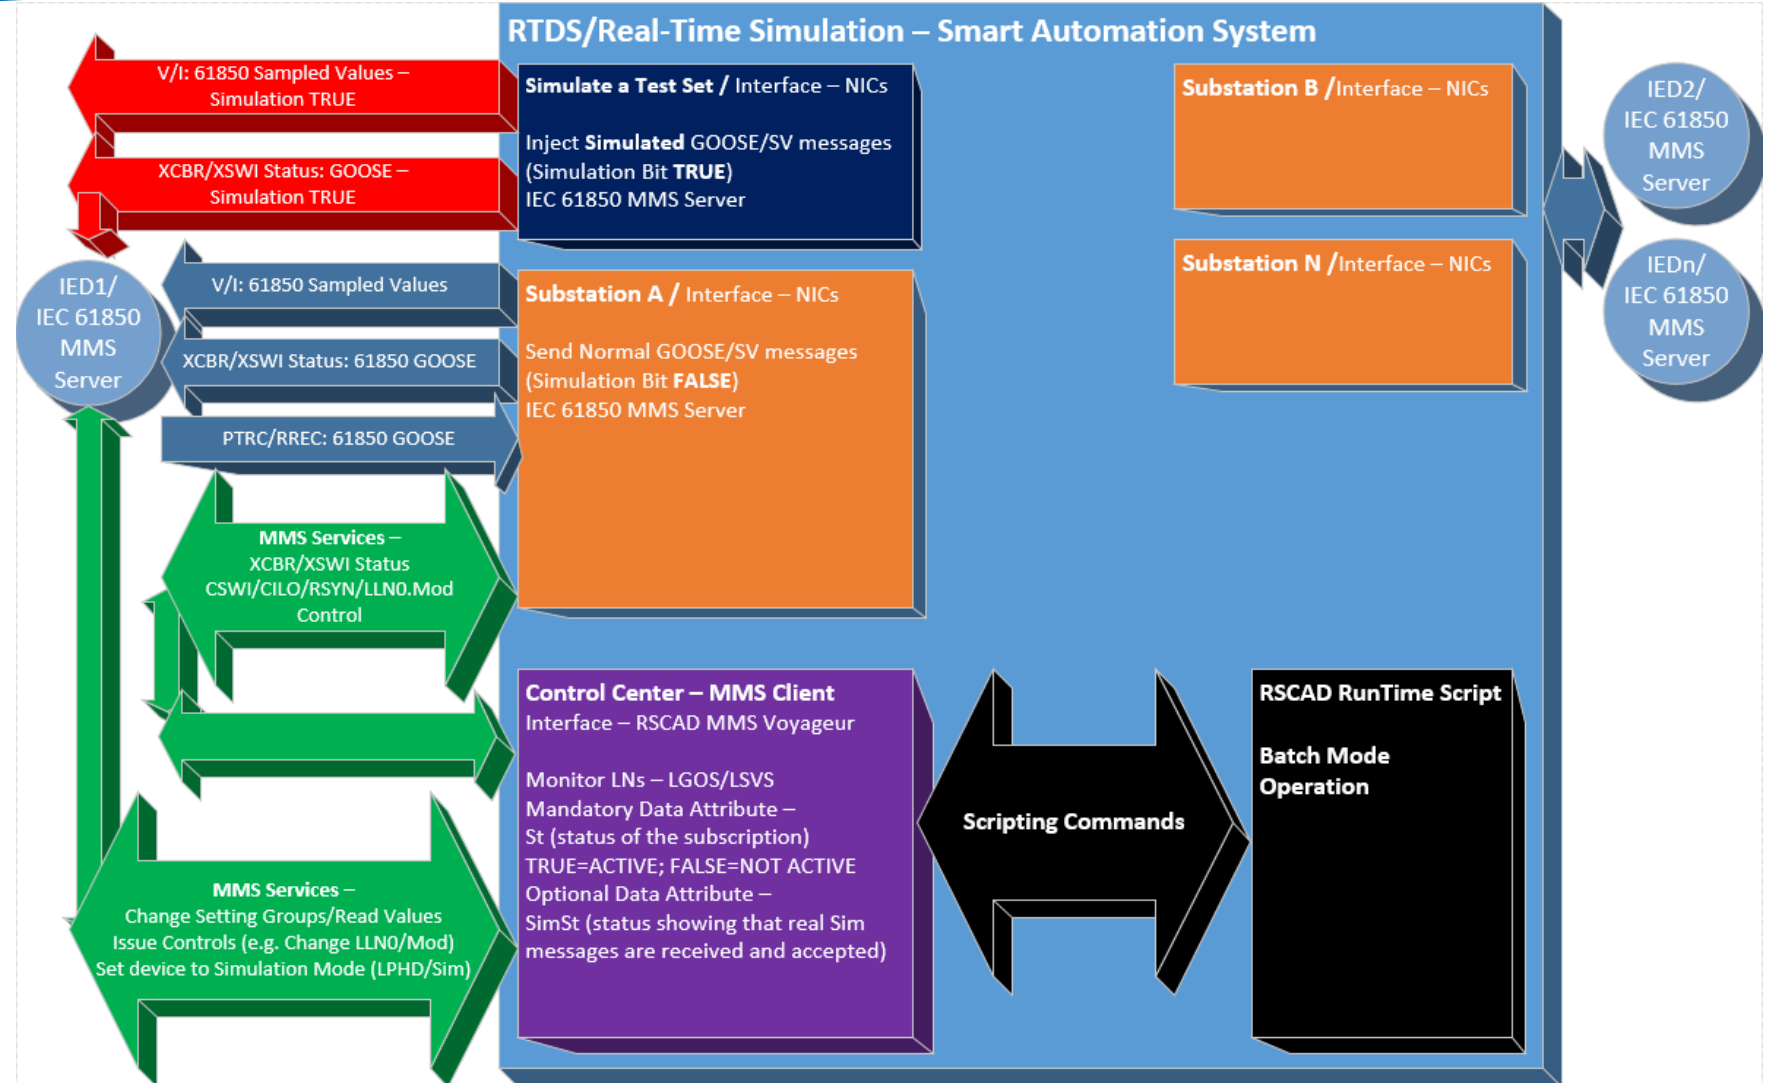 RTDS/Real-Time Simulation – Smart Automation System
V/I: 61850 Sampled Values –
Simulation TRUE
XCBR/XSWI Status: GOOSE –
Simulation TRUE
Simulate a Test Set / Interface – NICs
Inject Simulated GOOSE/SV messages
(Simulation Bit TRUE)
IEC 61850 MMS Server
Substation B /Interface – NICs
IED2/
IEC 61850
MMS
Server
IED1/
IEC 61850
MMS
Server
V/I: 61850 Sampled Values
XCBR/XSWI Status: 61850 GOOSE
PTRC/RREC: 61850 GOOSE
Substation A / Interface – NICs
Send Normal GOOSE/SV messages
(Simulation Bit FALSE)
IEC 61850 MMS Server
Substation N /Interface – NICs
IEDn/
IEC 61850
MMS
Server
MMS Services –
XCBR/XSWI Status
CSWI/CILO/RSYN/LLN0.Mod
Control
Control Center – MMS Client
Interface – RSCAD MMS Voyageur
Monitor LNs – LGOS/LSVS
Mandatory Data Attribute –
St (status of the subscription)
TRUE=ACTIVE; FALSE=NOT ACTIVE
Optional Data Attribute –
SimSt (status showing that real Sim
messages are received and accepted)
Scripting Commands
RSCAD RunTime Script
Batch Mode
Operation
MMS Services –
Change Setting Groups/Read Values
Issue Controls (e.g. Change LLN0/Mod)
Set device to Simulation Mode (LPHD/Sim)